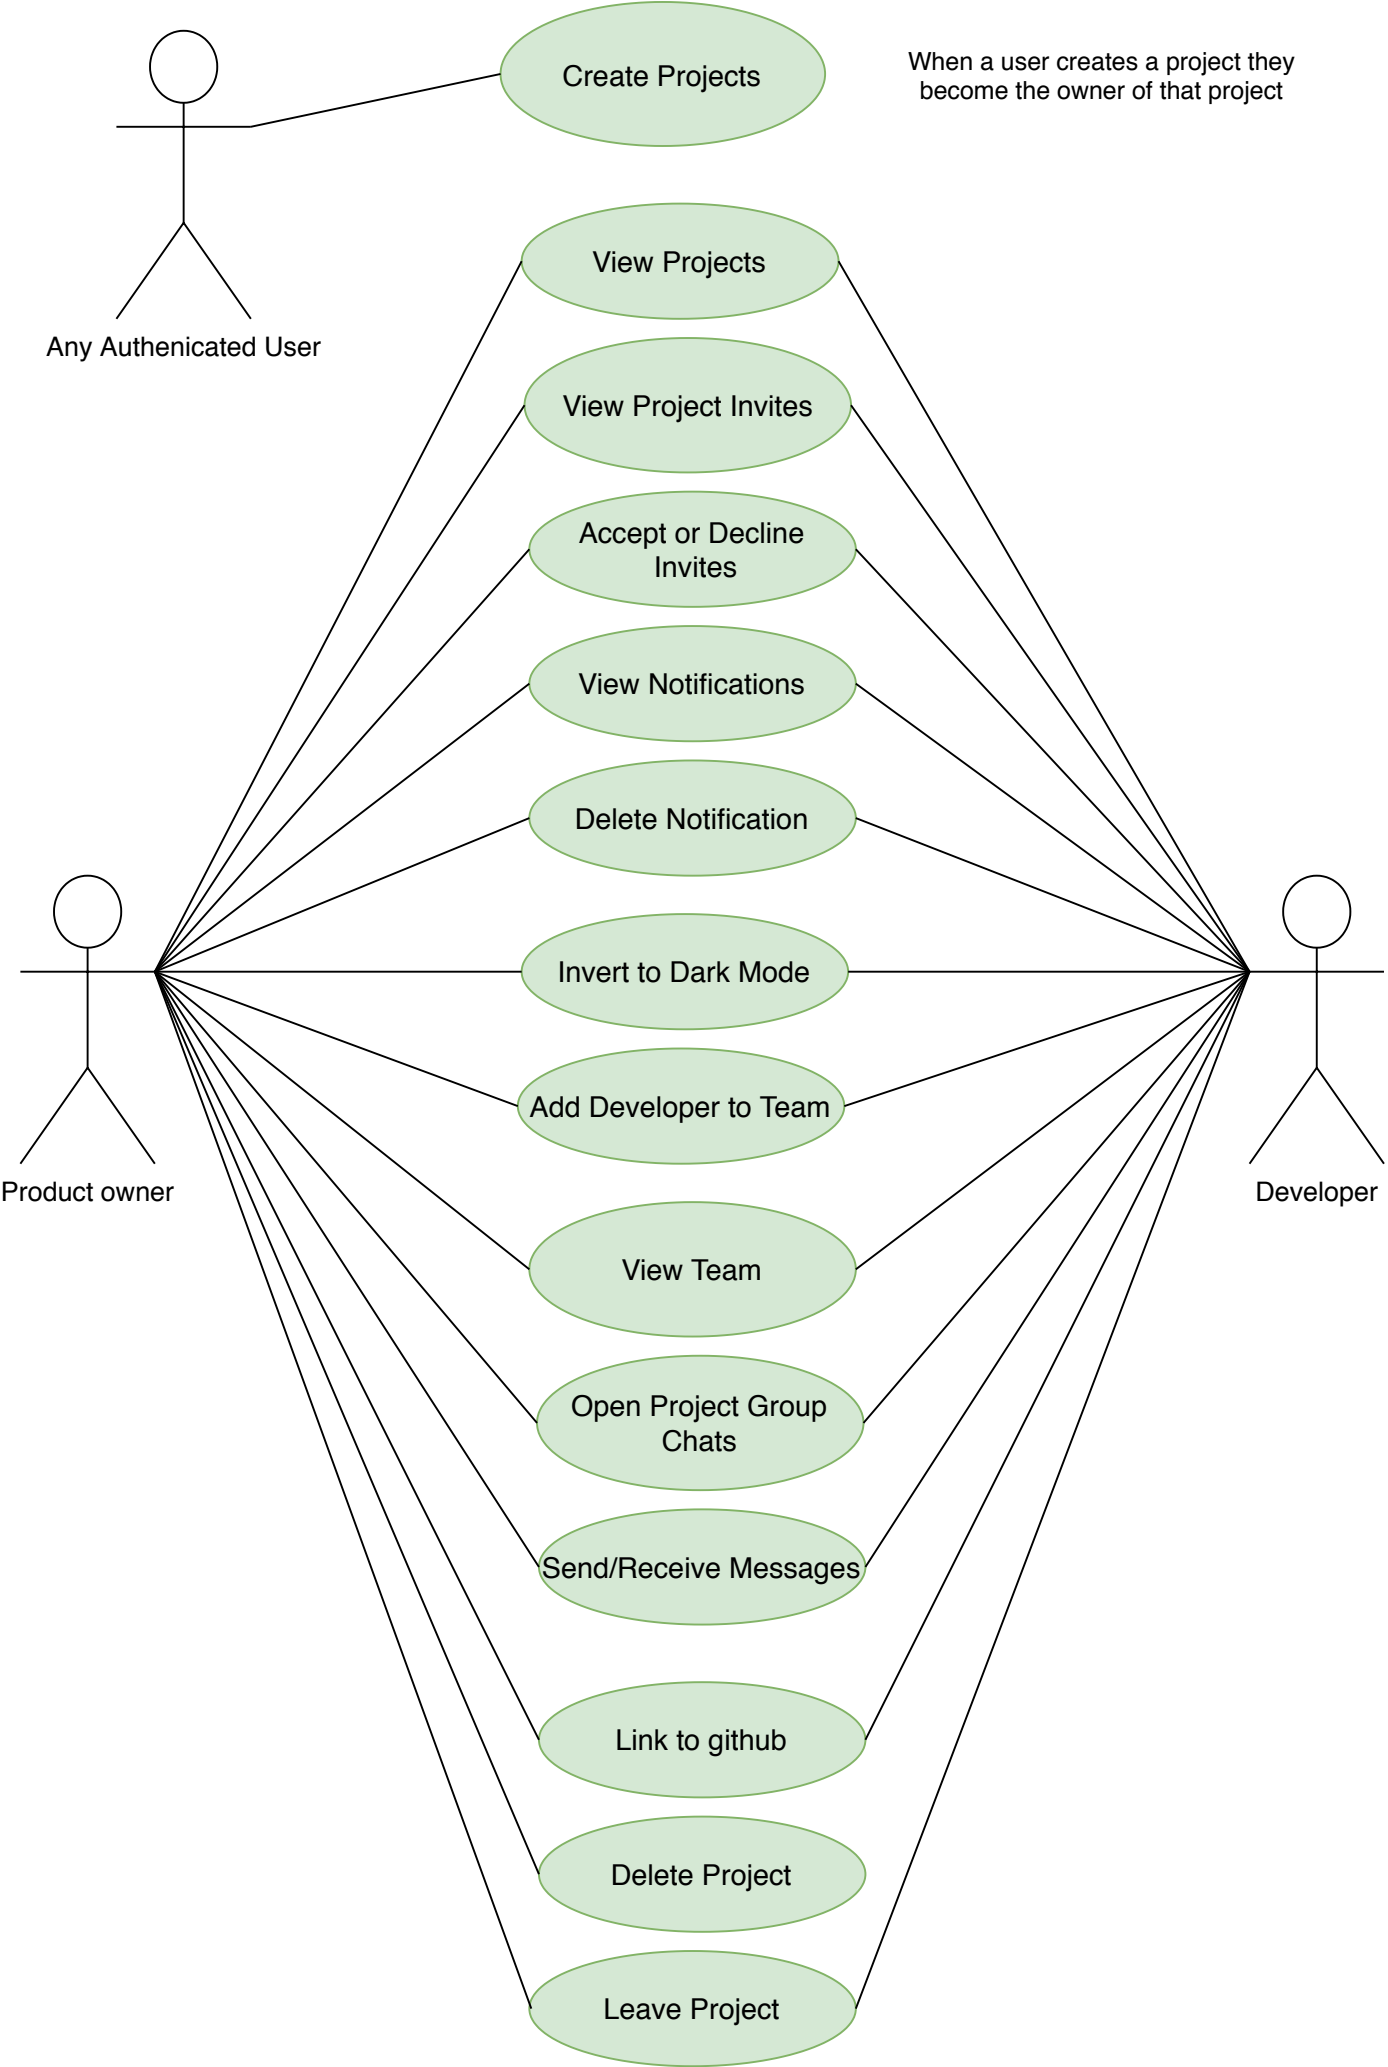 Create Projects
When a user creates a project they
become the owner of that project
View Projects
Any Authenicated User
View Project Invites
Accept or Decline
Invites
View Notifications
Delete Notification
Invert to Dark Mode
Add Developer to Team
Product owner
Developer
View Team
Open Project Group
Chats
Send/Receive Messages
Link to github
Delete Project
Leave Project